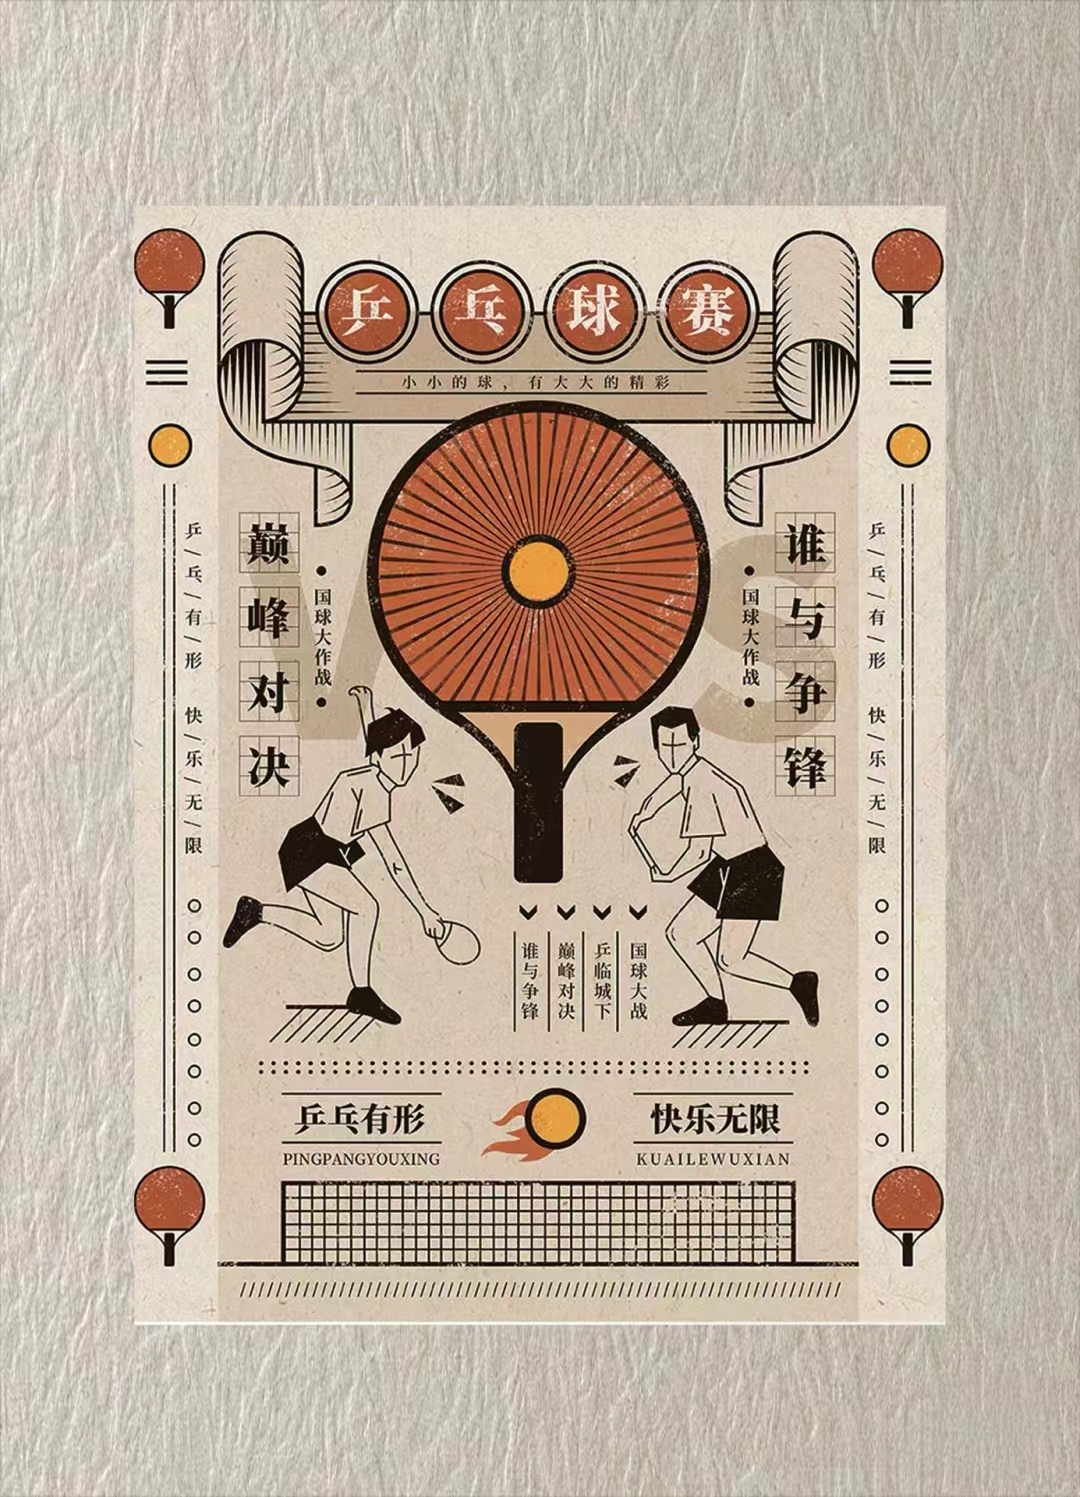 乒乓球赛
小小的球，有大大的精彩
VS
乒/乓/有/形 快/乐/无/限
巅峰对决
国球大作战
国球大作战
谁与争锋
乒/乓/有/形 快/乐/无/限
国球大战
乒临城下
巅峰对决
谁与争锋
乒乓有形
PINGPANGYOUXING
快乐无限
KUAILEWUXIAN